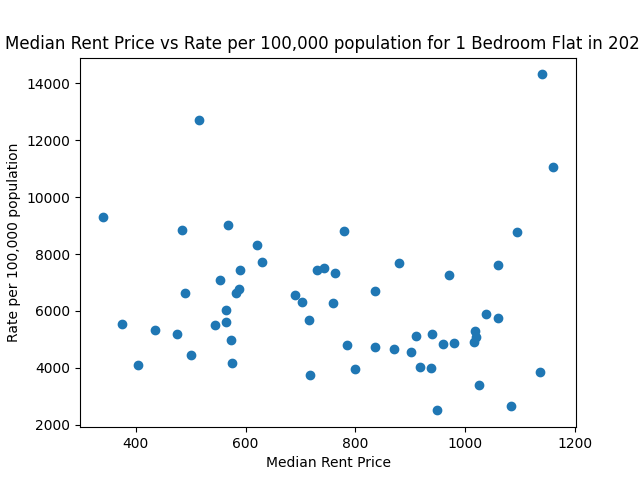 Median Rent Price vs Rate per 100,000 population for 1 Bedroom Flat in 202
14000
12000
10000
8000
6000
4000
2000
Rate per 100,000 population
400 600 800 1000 1200
Median Rent Price